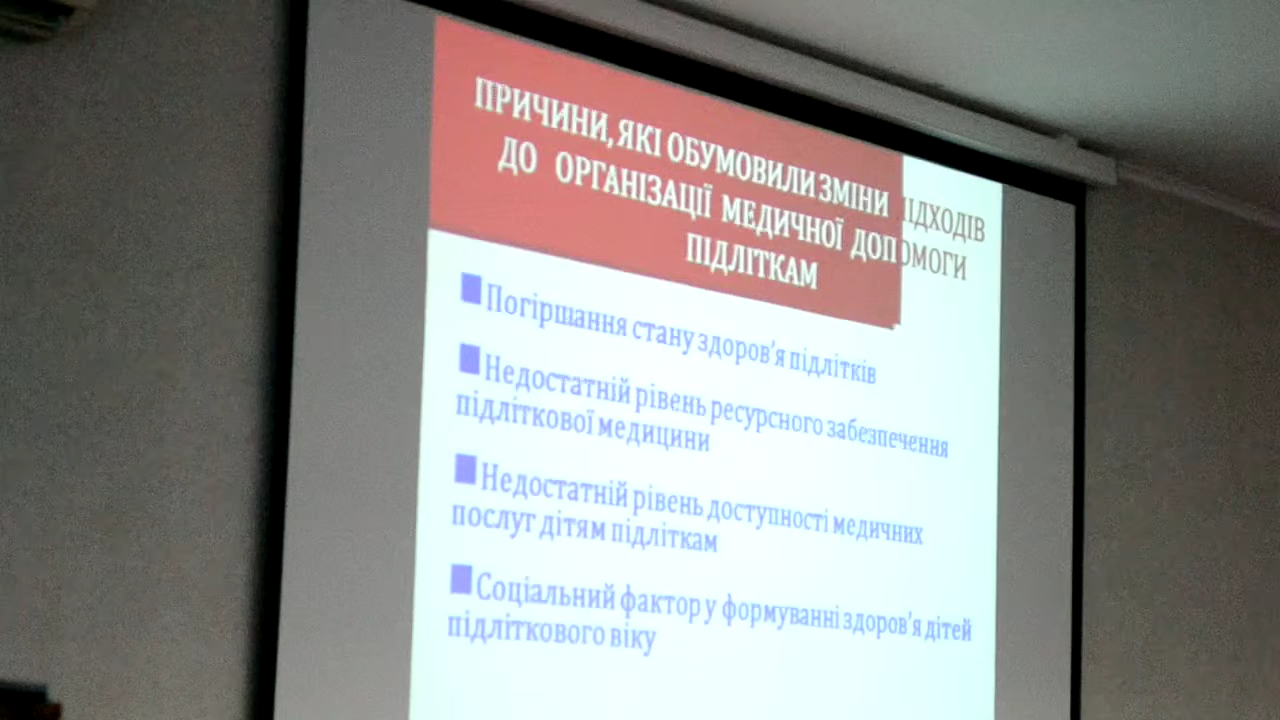 ПРИЧИНИ, ЯКІ ОБУМОВИЛИ ЗМІНИ ПІДХОДІВ
ДО ОРГАНІЗАЦІЇ МЕДИЧНОЇ ДОПОМОГИ
ПІДЛІТКАМ
Погіршання стану здоров'я підлітків
Недостатній рівень ресурсного забезпечення
підліткової медицини
Недостатній рівень доступності медичних
послуг дітям підліткам
Соціальний фактор у формуванні здоров'я дітей
підліткового віку